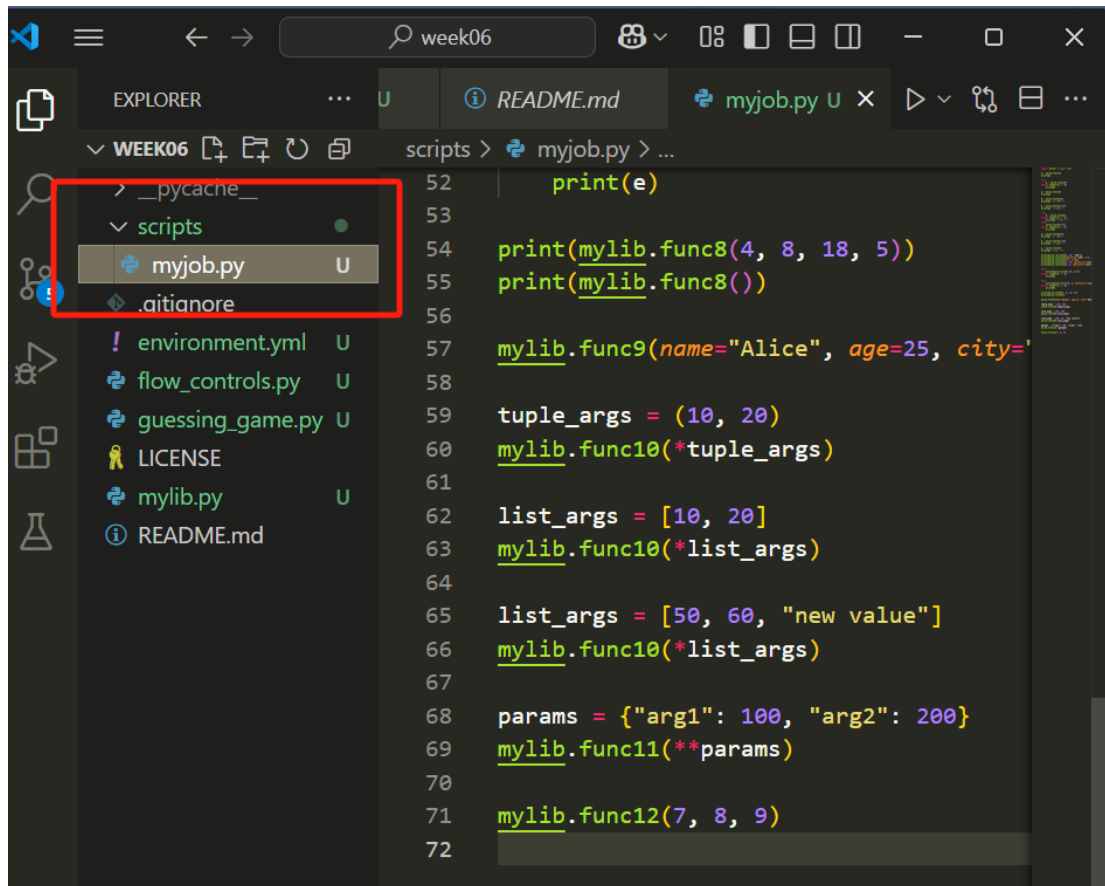 week06
EXPLORER
U
README.md
myjob.py U
WEEK06
scripts > myjob.py > ...
__pycache__
scripts
myjob.py U
.gitignore
environment.yml U
flow_controls.py U
guessing_game.py U
LICENSE
mylib.py U
README.md
5
52 print(e)
53
54 print(mylib.func8(4, 8, 18, 5))
55 print(mylib.func8())
56
57 mylib.func9(name="Alice", age=25, city="
58
59 tuple_args = (10, 20)
60 mylib.func10(*tuple_args)
61
62 list_args = [10, 20]
63 mylib.func10(*list_args)
64
65 list_args = [50, 60, "new value"]
66 mylib.func10(*list_args)
67
68 params = {"arg1": 100, "arg2": 200}
69 mylib.func11(**params)
70
71 mylib.func12(7, 8, 9)
72